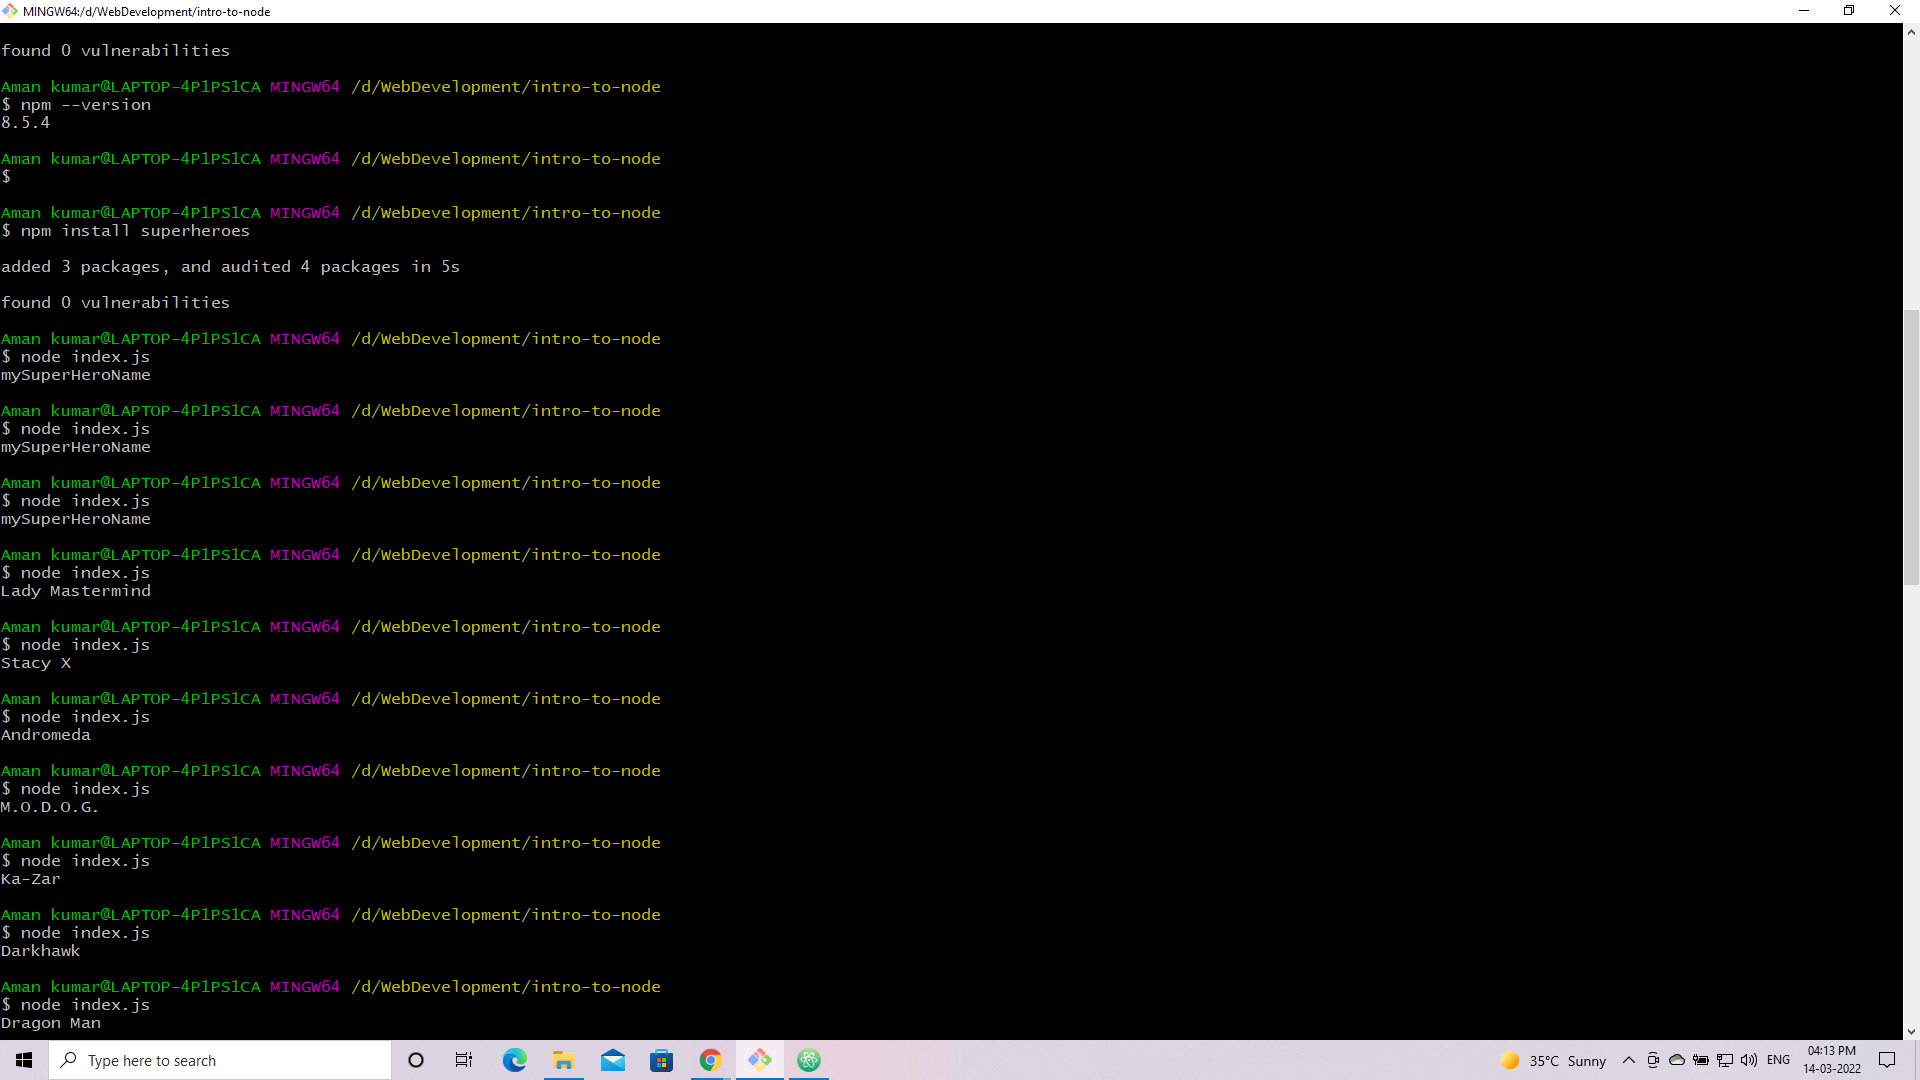 MINGW64:/d/WebDevelopment/intro-to-node
found 0 vulnerabilities
Aman kumar@LAPTOP-4P1PS1CA MINGW64 /d/WebDevelopment/intro-to-node
$ npm --version
8.5.4
Aman kumar@LAPTOP-4P1PS1CA MINGW64 /d/WebDevelopment/intro-to-node
$
Aman kumar@LAPTOP-4P1PS1CA MINGW64 /d/WebDevelopment/intro-to-node
$ npm install superheroes
added 3 packages, and audited 4 packages in 5s
found 0 vulnerabilities
Aman kumar@LAPTOP-4P1PS1CA MINGW64 /d/WebDevelopment/intro-to-node
$ node index.js
mySuperHeroName
Aman kumar@LAPTOP-4P1PS1CA MINGW64 /d/WebDevelopment/intro-to-node
$ node index.js
mySuperHeroName
Aman kumar@LAPTOP-4P1PS1CA MINGW64 /d/WebDevelopment/intro-to-node
$ node index.js
mySuperHeroName
Aman kumar@LAPTOP-4P1PS1CA MINGW64 /d/WebDevelopment/intro-to-node
$ node index.js
Lady Mastermind
Aman kumar@LAPTOP-4P1PS1CA MINGW64 /d/WebDevelopment/intro-to-node
$ node index.js
Stacy X
Aman kumar@LAPTOP-4P1PS1CA MINGW64 /d/WebDevelopment/intro-to-node
$ node index.js
Andromeda
Aman kumar@LAPTOP-4P1PS1CA MINGW64 /d/WebDevelopment/intro-to-node
$ node index.js
M.O.D.O.G.
Aman kumar@LAPTOP-4P1PS1CA MINGW64 /d/WebDevelopment/intro-to-node
$ node index.js
Ka-Zar
Aman kumar@LAPTOP-4P1PS1CA MINGW64 /d/WebDevelopment/intro-to-node
$ node index.js
Darkhawk
Aman kumar@LAPTOP-4P1PS1CA MINGW64 /d/WebDevelopment/intro-to-node
$ node index.js
Dragon Man
Type here to search
35°C Sunny
ENG
04:13 PM
14-03-2022